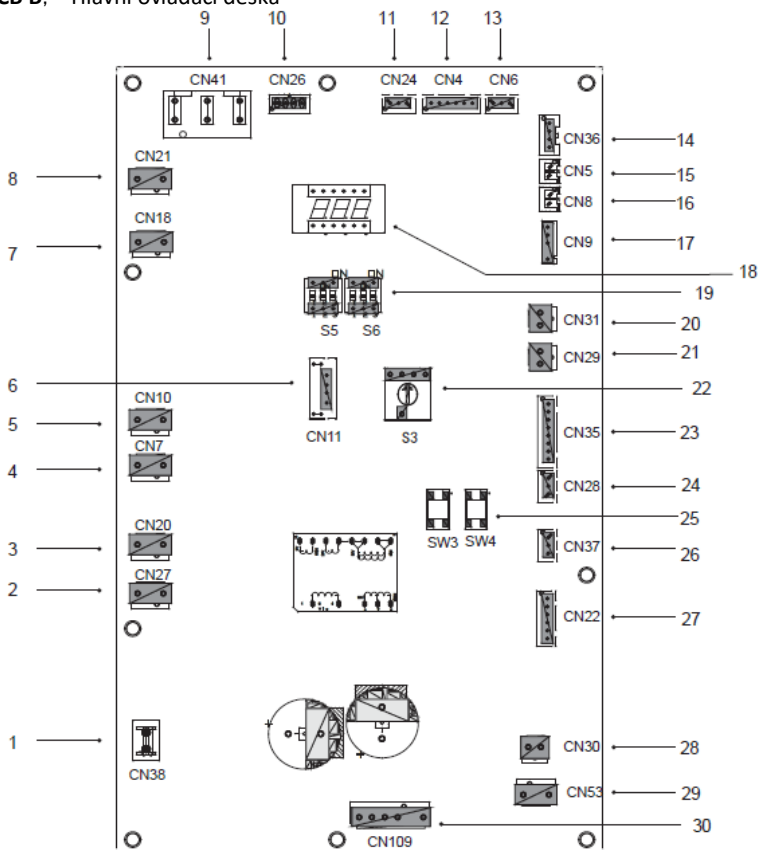 Hlavní ovládací deska
9 10 11 12 13
CN41 CN26 CN24 CN4 CN6
CN36 14
CN21
CN5 15
8
CN8 16
CN18
7
CN9 17
18
ON ON
19
S5 S6
CN31 20
CN29 21
6
22
CN10
5
CN11 S3
CN35 23
CN7
4
CN28 24
25
CN20
SW3 SW4
3
CN37 26
CN27
2
CN22 27
1
CN30 28
CN38
CN53 29
30
CN109